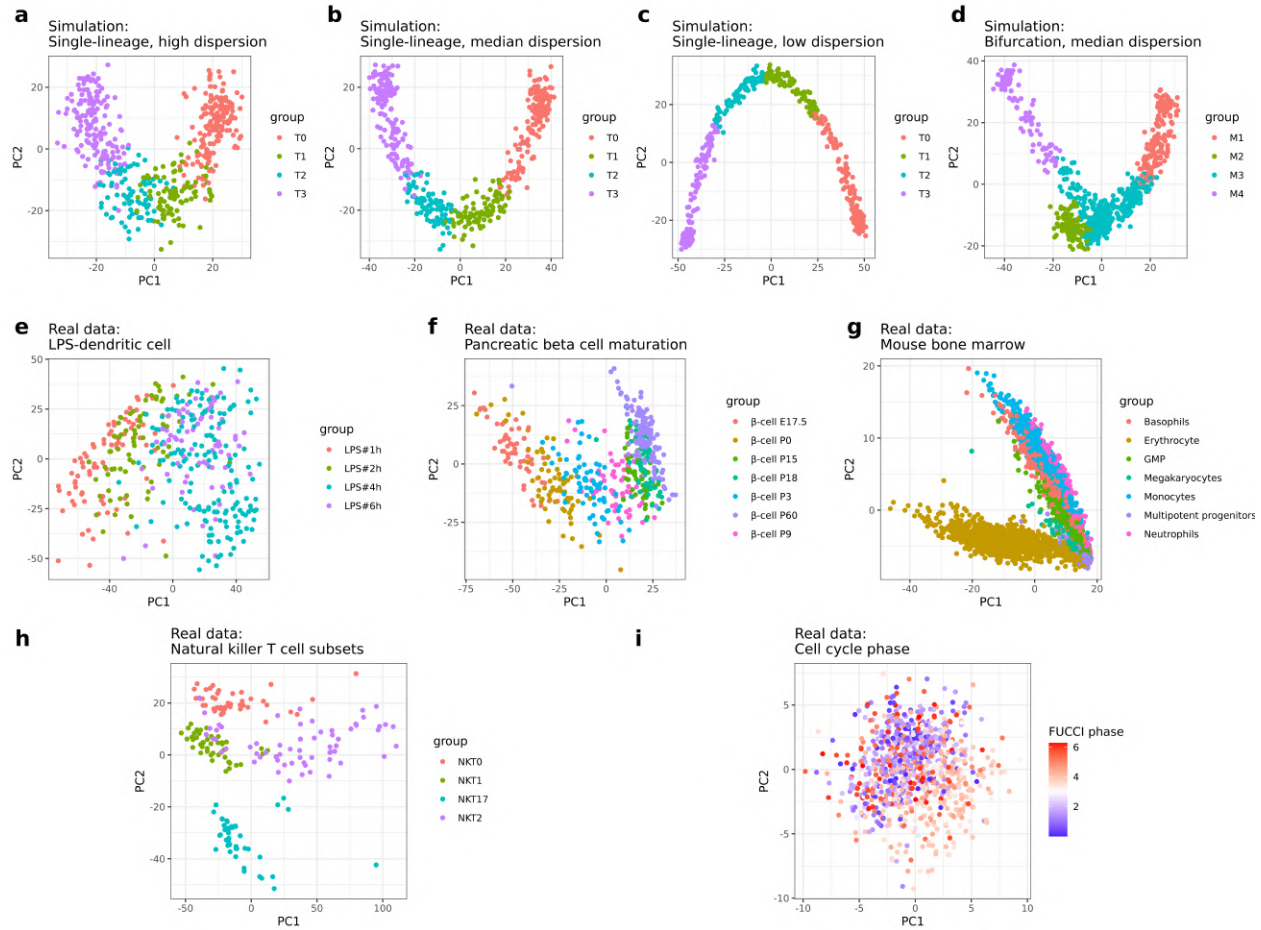 a
Simulation:
Single-lineage, high dispersion
20
0
-20
PC2
-20
0
20
PC1
group
T0
T1
T2
T3
b
Simulation:
Single-lineage, median dispersion
20
0
-20
PC2
-40
-20
0
20
40
PC1
group
T0
T1
T2
T3
c
Simulation:
Single-lineage, low dispersion
20
0
-20
PC2
-50
-25
0
25
50
PC1
group
T0
T1
T2
T3
d
Simulation:
Bifurcation, median dispersion
40
20
0
-20
PC2
-40
-20
0
20
PC1
group
M1
M2
M3
M4
e
Real data:
LPS-dendritic cell
50
25
0
-25
-50
PC2
-40
0
40
PC1
group
LPS#1h
LPS#2h
LPS#4h
LPS#6h
f
Real data:
Pancreatic beta cell maturation
25
0
-25
PC2
-75
-50
-25
0
25
PC1
group
β-cell E17.5
β-cell P0
β-cell P15
β-cell P18
β-cell P3
β-cell P60
β-cell P9
g
Real data:
Mouse bone marrow
20
10
0
PC2
-40
-20
0
20
PC1
group
Basophils
Erythrocyte
GMP
Megakaryocytes
Monocytes
Multipotent progenitors
Neutrophils
h
Real data:
Natural killer T cell subsets
20
0
-20
-40
PC2
-50
0
50
100
PC1
group
NKT0
NKT1
NKT17
NKT2
i
Real data:
Cell cycle phase
5
0
-5
-10
PC2
-10
-5
0
5
10
PC1
FUCCI phase
6
4
2